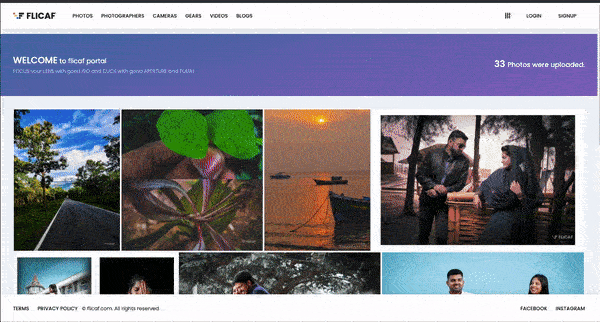 FLICAF
PHOTOS PHOTOGRAPHERS CAMERAS GEARS VIDEOS BLOGS
LOGIN SIGNUP
WELCOME to flicaf portal
FOCUS your LENS with good ISO and CLICK with good APERTURE and FLASH
33 Photos were uploaded.
FLICAF
TERMS PRIVACY POLICY © flicaf.com. All rights reserved.
FACEBOOK INSTAGRAM